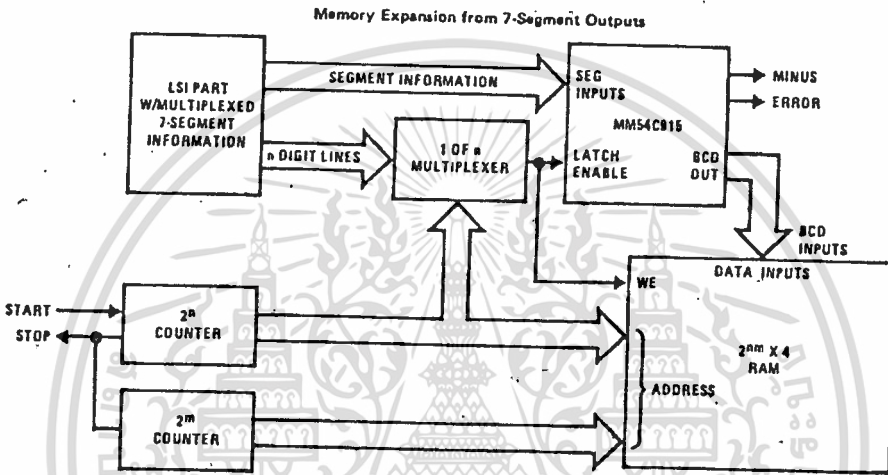 Memory Expansion from 7-Segment Outputs
LSI PART
W/MULTIPLEXED
7-SEGMENT
INFORMATION
SEGMENT INFORMATION
n DIGIT LINES
1 OF n
MULTIPLEXER
SEG
INPUTS
MM54C915
LATCH
ENABLE
BCD
OUT
MINUS
ERROR
BCD
INPUTS
DATA INPUTS
WE
2nm X 4
RAM
ADDRESS
START
STOP
2n
COUNTER
2m
COUNTER